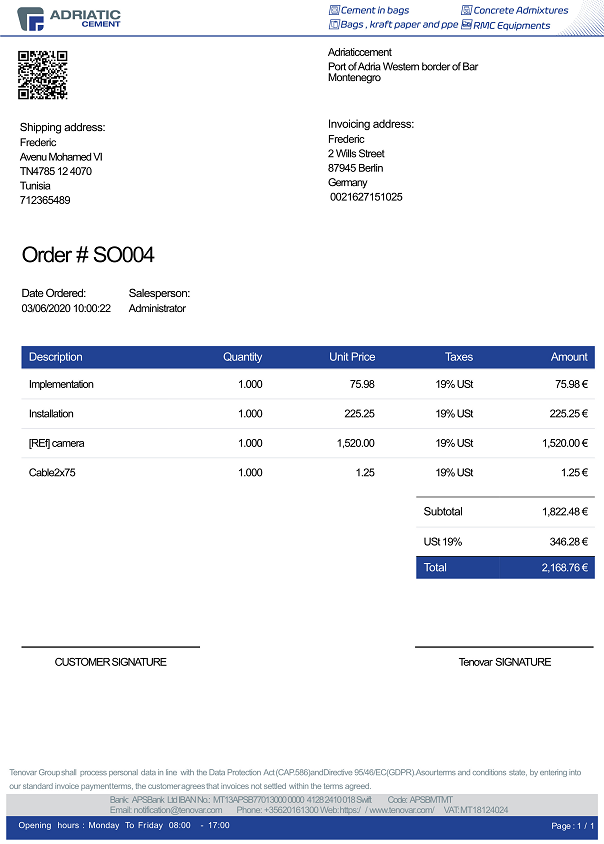 ADRIATIC
CEMENT
Cement in bags
Concrete Admixtures
Bags , kraft paper and ppe
RMC Equipments
Adriaticcement
Port of Adria Western border of Bar
Montenegro
Shipping address:
Frederic
Avenu Mohamed VI
TN4785 12 4070
Tunisia
712365489
Invoicing address:
Frederic
2 Wills Street
87945 Berlin
Germany
0021627151025
Order # SO004
Date Ordered: Salesperson:
03/06/2020 10:00:22 Administrator
Description Quantity Unit Price Taxes Amount
Implementation 1.000 75.98 19% USt 75.98 €
Installation 1.000 225.25 19% USt 225.25 €
[REf] camera 1.000 1,520.00 19% USt 1,520.00 €
Cable2x75 1.000 1.25 19% USt 1.25 €
Subtotal 1,822.48 €
USt 19% 346.28 €
Total 2,168.76 €
CUSTOMER SIGNATURE
Tenovar SIGNATURE
Tenovar Group shall process personal data in line with the Data Protection Act (CAP.586)andDirective 95/46/EC(GDPR).Asourterms and conditions state, by entering into
our standard invoice paymentterms, the customer agrees that invoices not settled within the terms agreed.
Bank: APSBank Ltd IBAN No.: MT13APSB77013000 0000 4128 2410 018 Swift Code: APSBMTMT
Email: notification@tenovar.com Phone: +35620161300 Web:https:/ / www.tenovar.com/ VAT: MT18124024
Opening hours : Monday To Friday 08:00 - 17:00
Page : 1 / 1